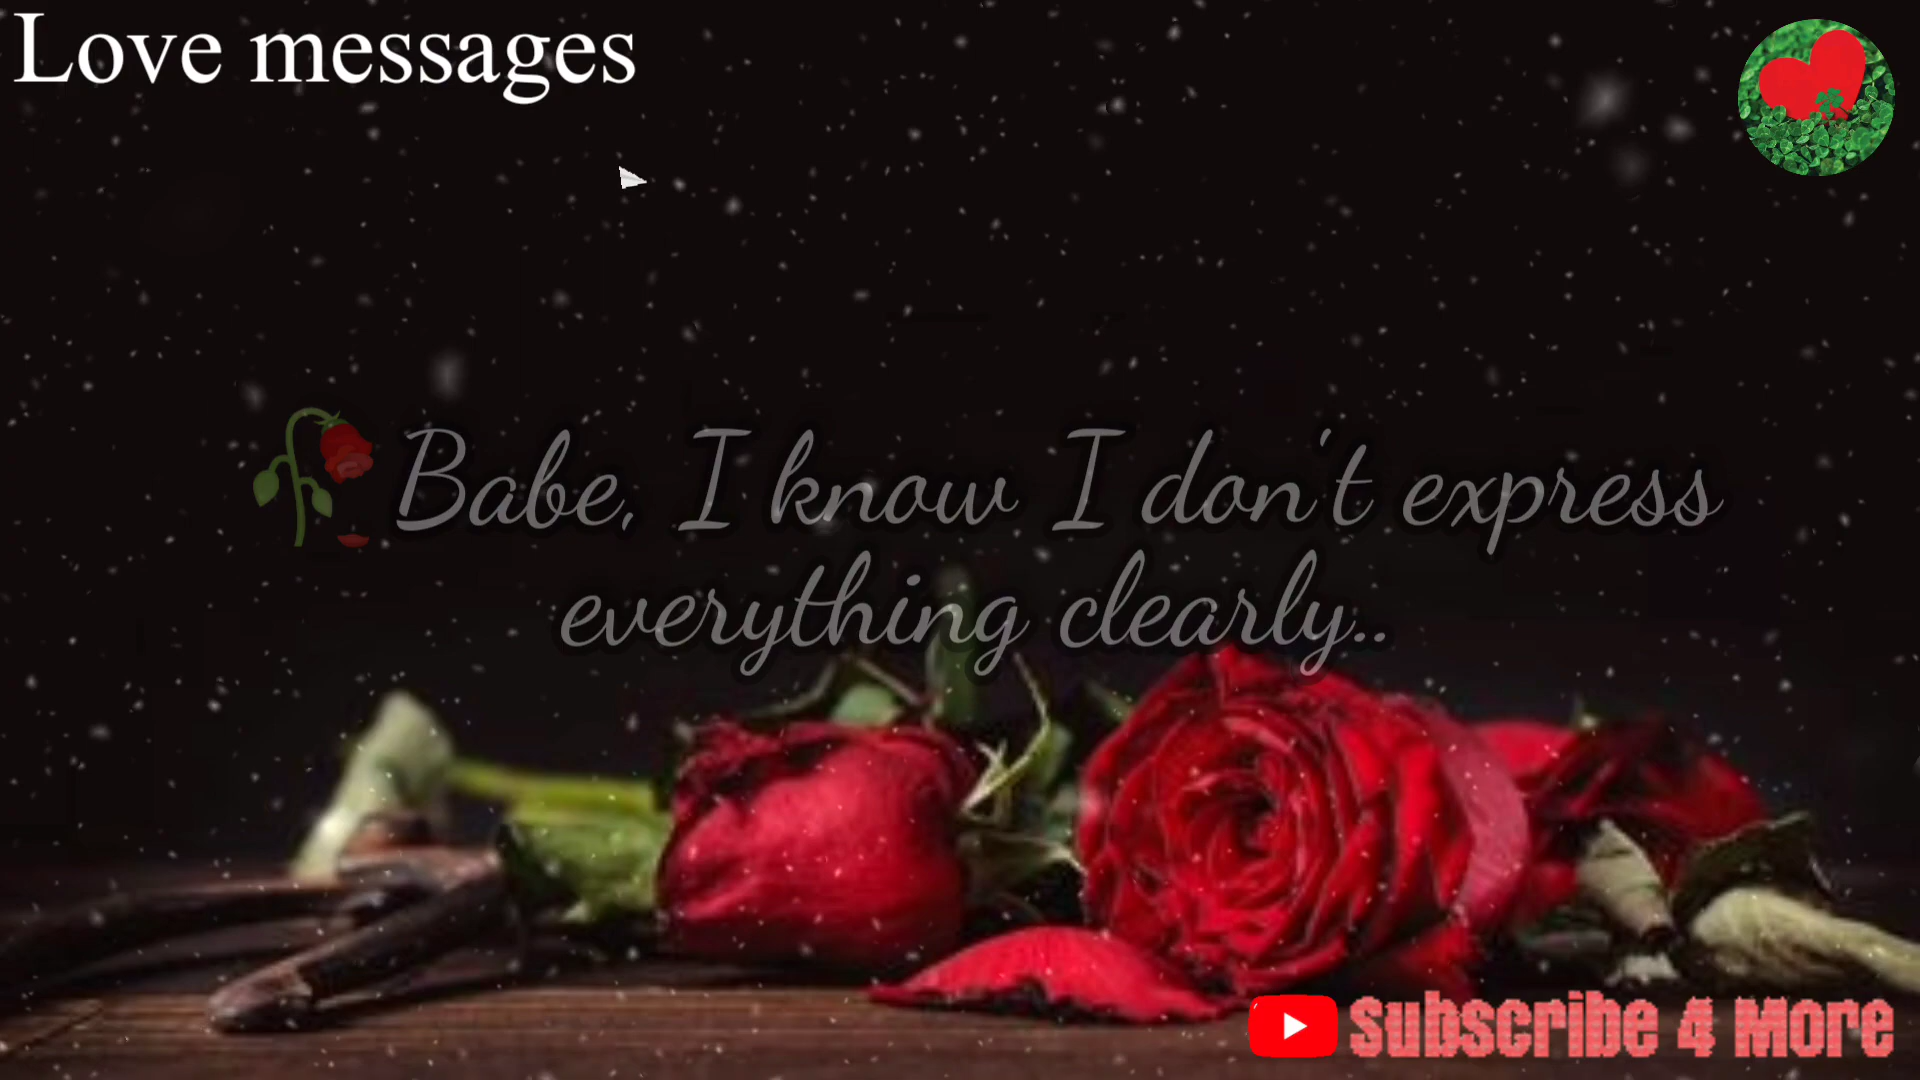 Love messages
🥀Babe, I know I don't express
everything clearly..
Subscribe 4 More